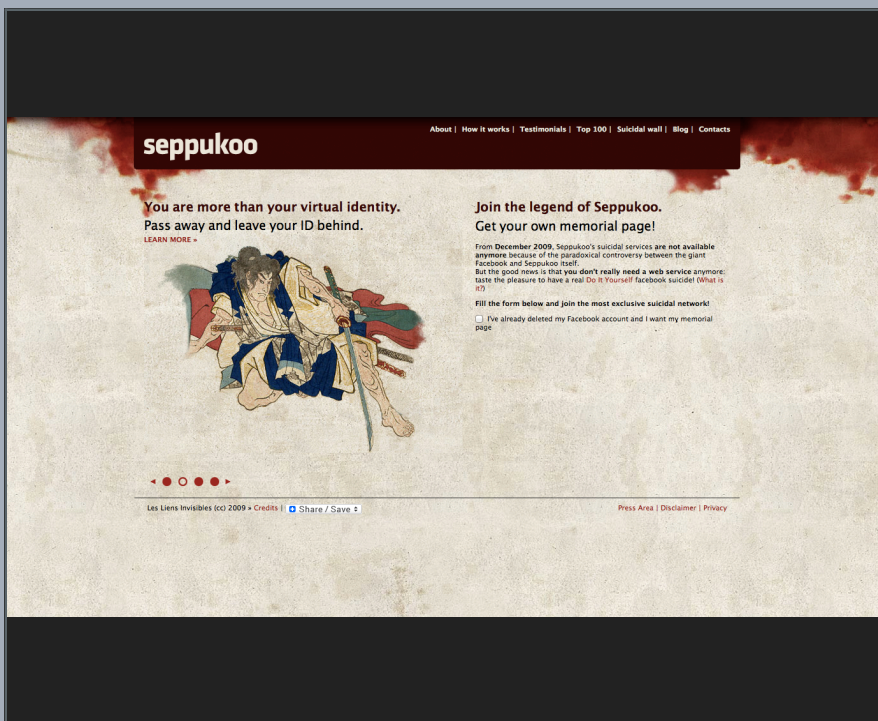 seppukoo
About | How it works | Testimonials | Top 100 | Suicidal wall | Blog | Contacts
You are more than your virtual identity.
Pass away and leave your ID behind.
LEARN MORE »
Join the legend of Seppukoo.
Get your own memorial page!
From December 2009, Seppukoo's suicidal services are not available
anymore because of the paradoxical controversy between the giant
Facebook and Seppukoo itself.
But the good news is that you don't really need a web service anymore:
taste the pleasure to have a real Do It Yourself facebook suicide! (What is
it?)
Fill the form below and join the most exclusive suicidal network!
I've already deleted my Facebook account and I want my memorial
page
Les Liens Invisibles (cc) 2009 » Credits | Share / Save
Press Area | Disclaimer | Privacy